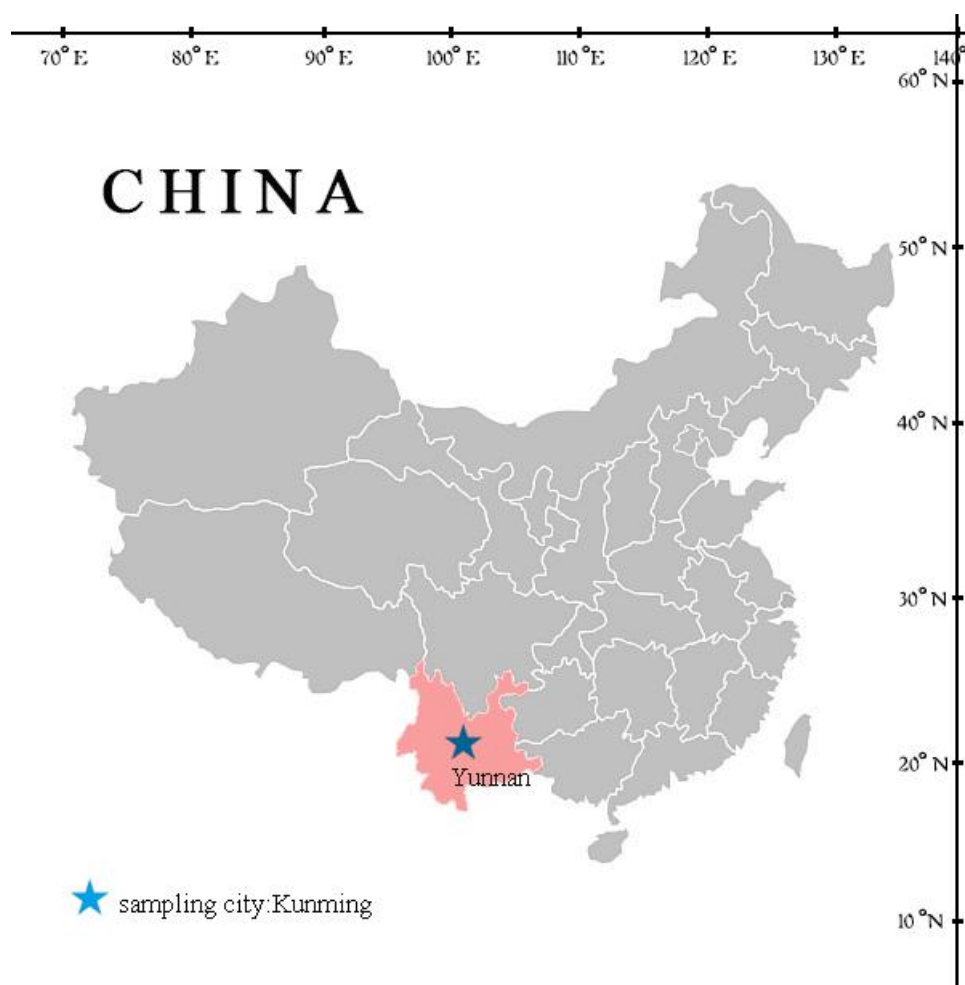 70° E 80° E 90° E 100° E 110° E 120° E 130° E 140°
60° N
CHINA
50° N
40° N
30° N
20° N
Yunnan
sampling city:Kunming
10° N